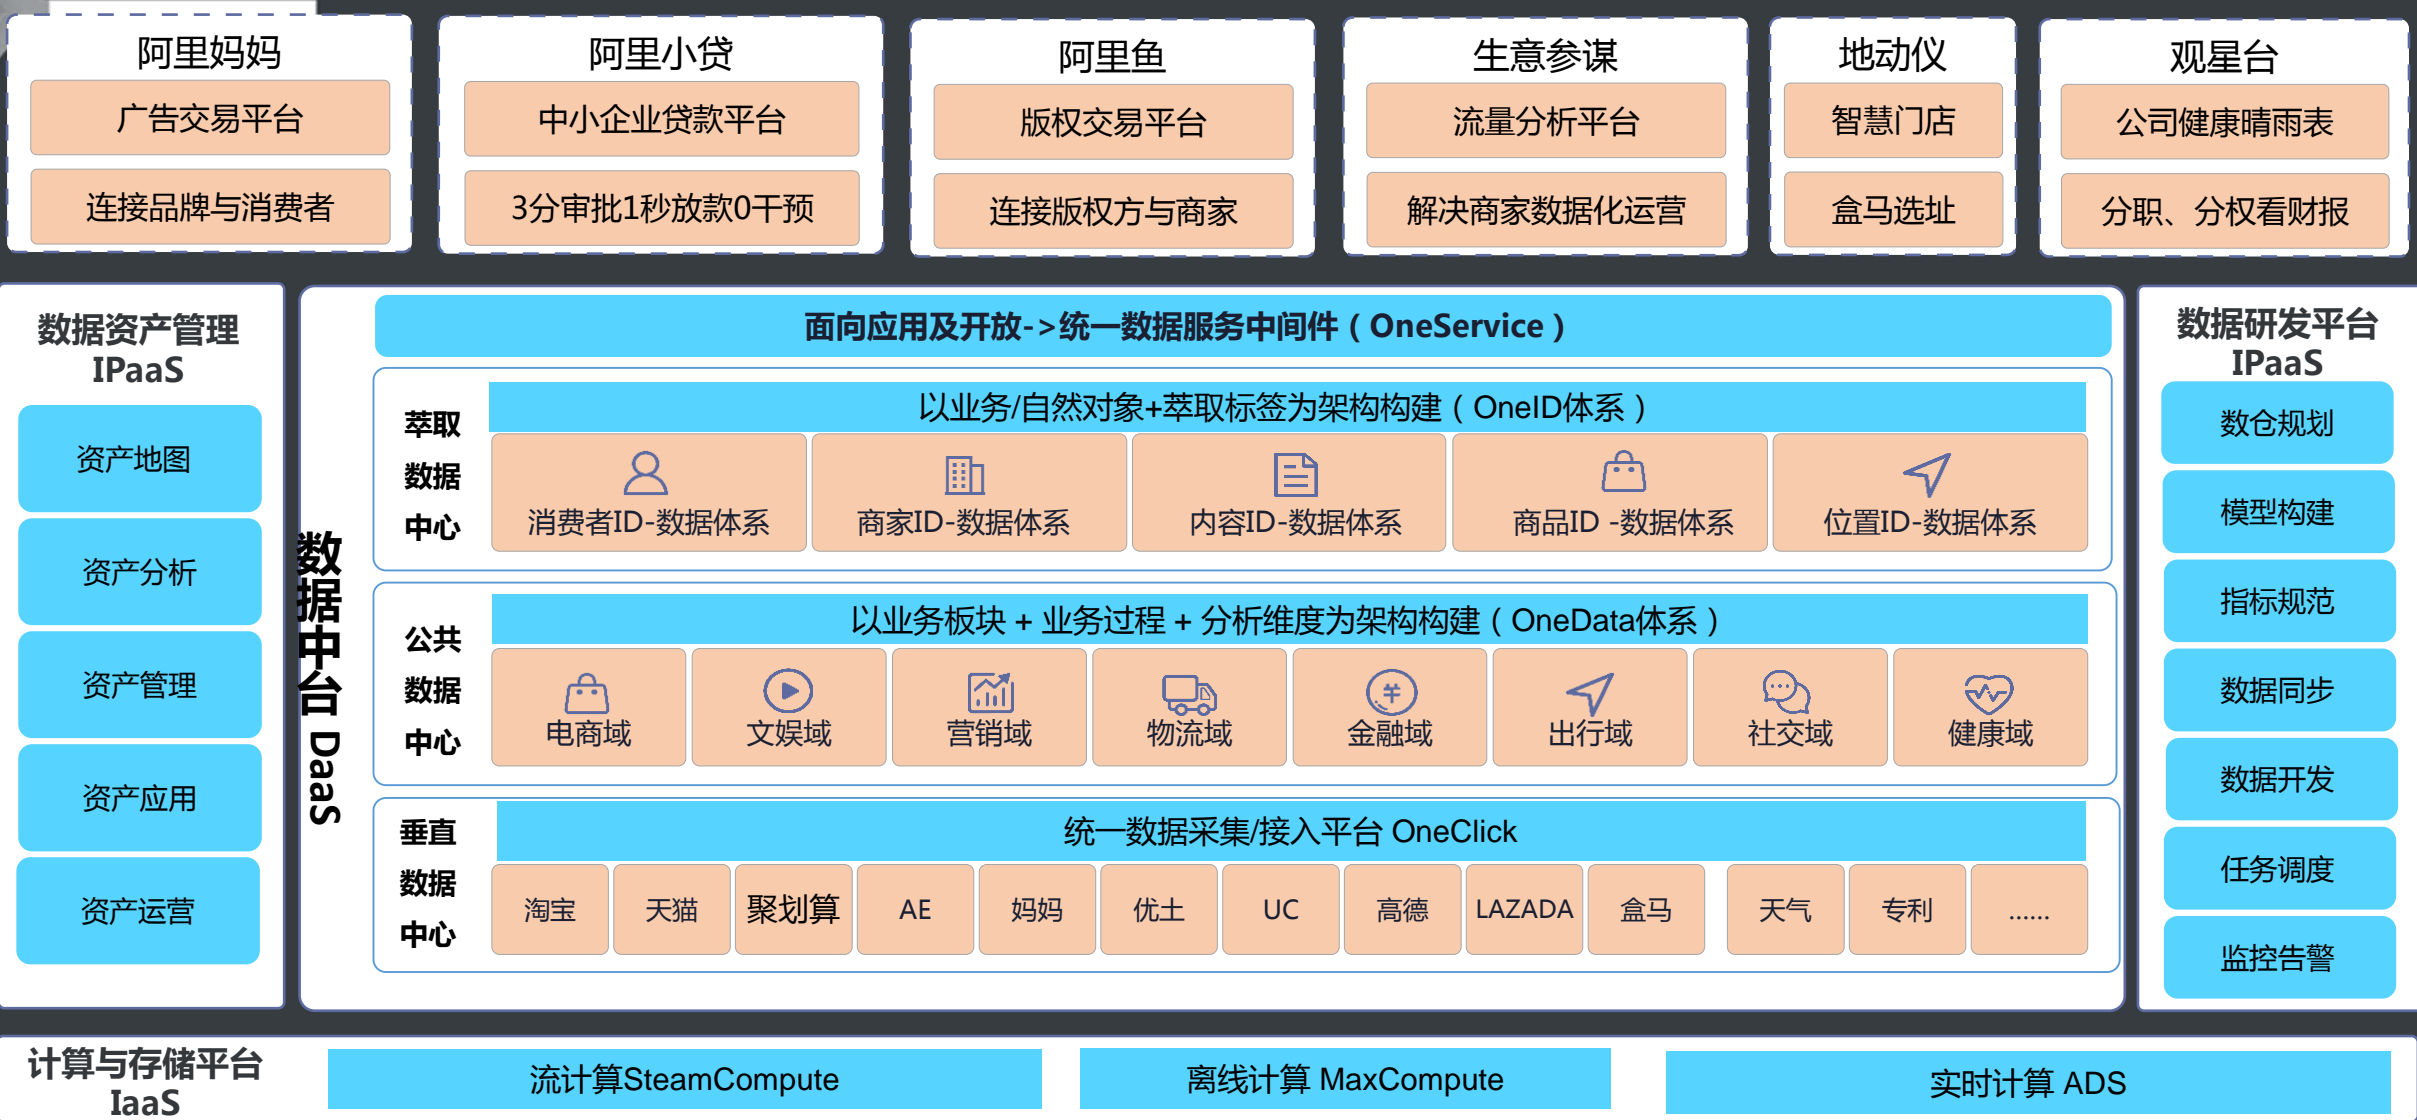 阿里妈妈
广告交易平台
连接品牌与消费者
阿里小贷
中小企业贷款平台
3分审批1秒放款0干预
阿里鱼
版权交易平台
连接版权方与商家
生意参谋
流量分析平台
解决商家数据化运营
地动仪
智慧门店
盒马选址
观星台
公司健康晴雨表
分职、分权看财报
数据资产管理
IPaaS
资产地图
资产分析
资产管理
资产应用
资产运营
数据中台 DaaS
面向应用及开放->统一数据服务中间件（OneService）
萃取
数据
中心
以业务/自然对象+萃取标签为架构构建（OneID体系）
消费者ID-数据体系
商家ID-数据体系
内容ID-数据体系
商品ID -数据体系
位置ID-数据体系
公共
数据
中心
以业务板块 + 业务过程 + 分析维度为架构构建（OneData体系）
电商域
文娱域
营销域
物流域
金融域
出行域
社交域
健康域
垂直
数据
中心
统一数据采集/接入平台 OneClick
淘宝
天猫
聚划算
AE
妈妈
优土
UC
高德
LAZADA
盒马
天气
专利
......
数据研发平台
IPaaS
数仓规划
模型构建
指标规范
数据同步
数据开发
任务调度
监控告警
计算与存储平台
IaaS
流计算SteamCompute
离线计算 MaxCompute
实时计算 ADS